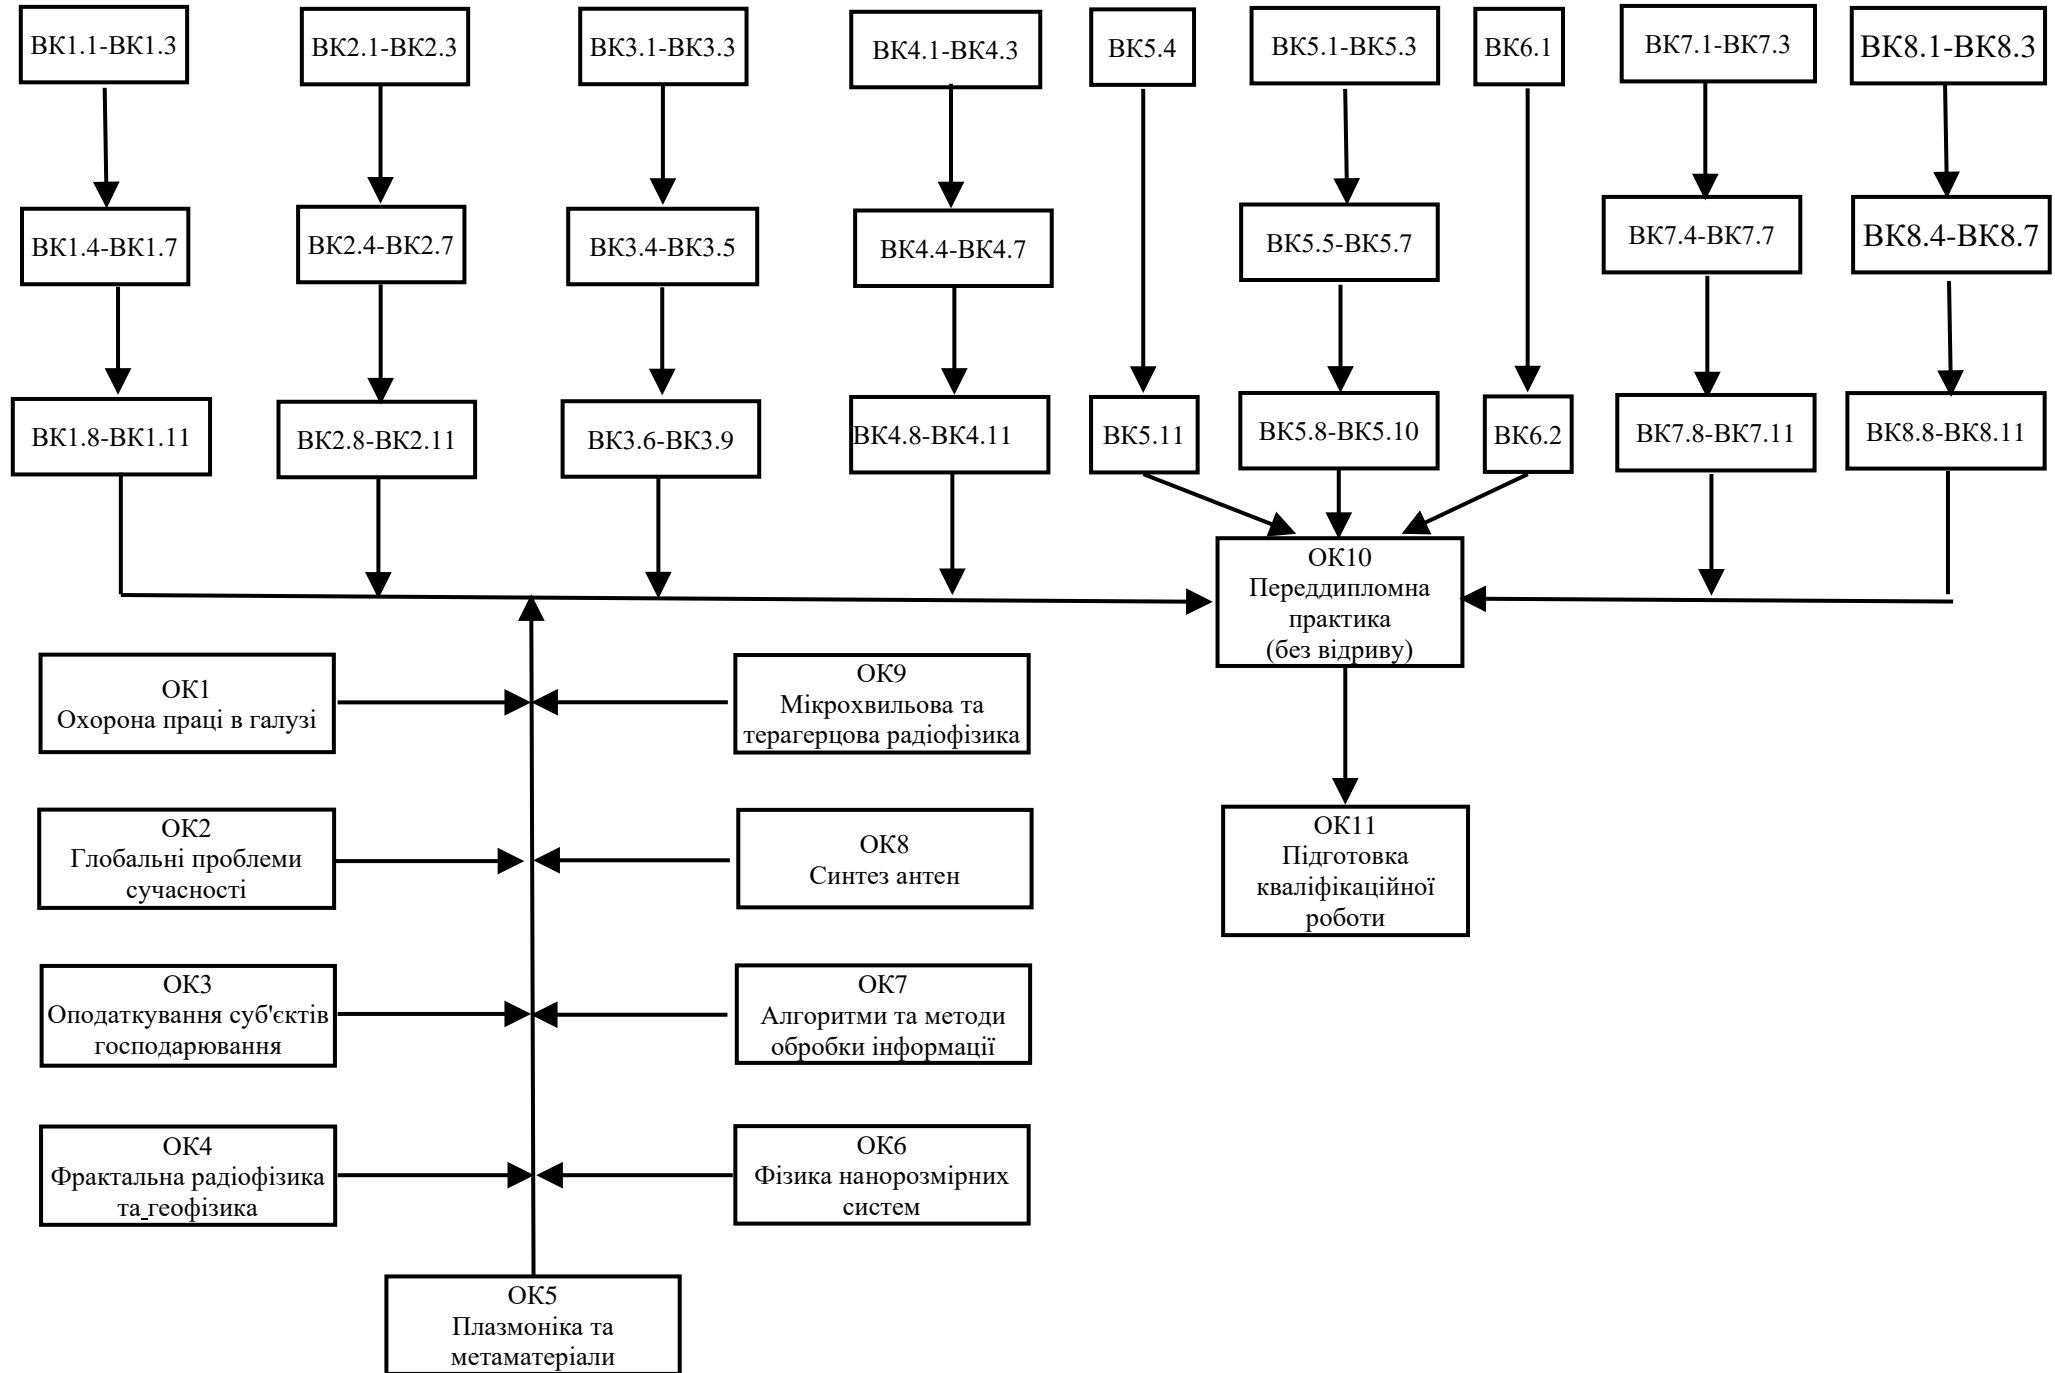 ВК1.1-ВК1.3
ВК2.1-ВК2.3
ВК3.1-ВК3.3
ВК4.1-ВК4.3
ВК5.4
ВК5.1-ВК5.3
ВК6.1
ВК7.1-ВК7.3
ВК8.1-ВК8.3
ВК1.4-ВК1.7
ВК2.4-ВК2.7
ВК3.4-ВК3.5
ВК4.4-ВК4.7
ВК5.5-ВК5.7
ВК7.4-ВК7.7
ВК8.4-ВК8.7
ВК1.8-ВК1.11
ВК2.8-ВК2.11
ВК3.6-ВК3.9
ВК4.8-ВК4.11
ВК5.11
ВК5.8-ВК5.10
ВК6.2
ВК7.8-ВК7.11
ВК8.8-ВК8.11
ОК10
Переддипломна
практика
(без відриву)
ОК1
Охорона праці в галузі
ОК9
Мікрохвильова та
терагерцова радіофізика
ОК2
Глобальні проблеми
сучасності
ОК8
Синтез антен
ОК11
Підготовка
кваліфікаційної
роботи
ОК3
Оподаткування суб'єктів
господарювання
ОК7
Алгоритми та методи
обробки інформації
ОК4
Фрактальна радіофізика
та геофізика
ОК6
Фізика нанорозмірних
систем
ОК5
Плазмоніка та
метаматеріали